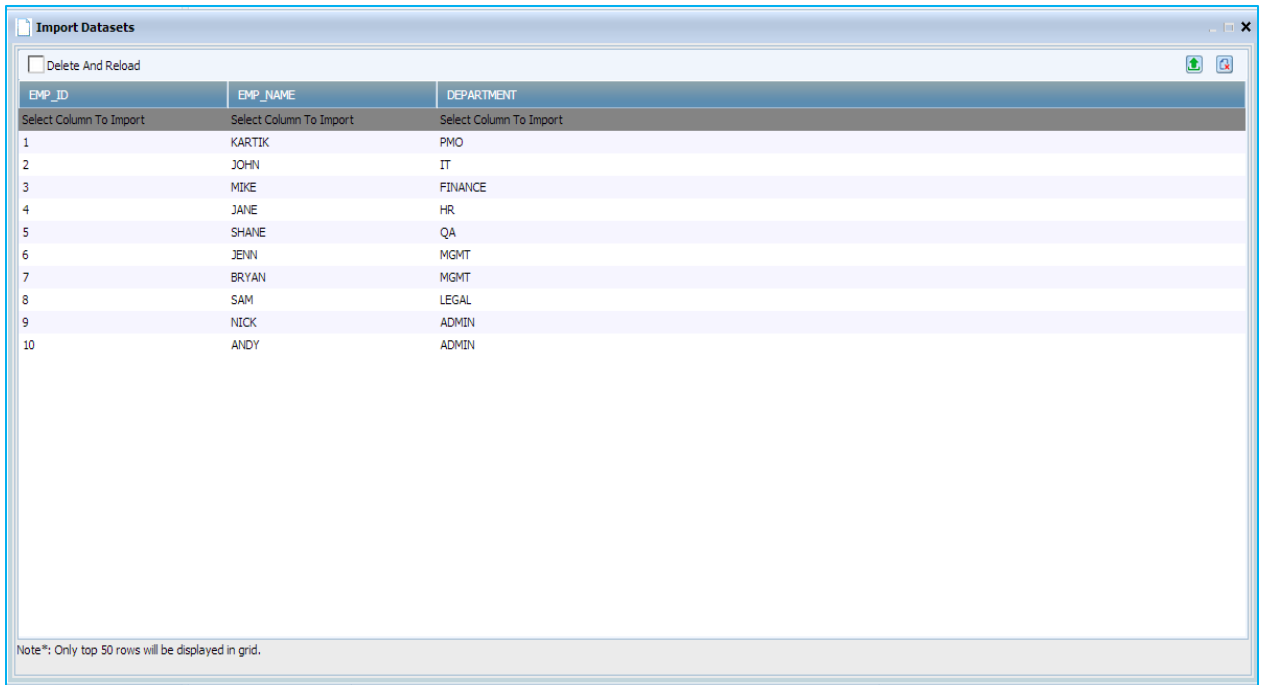 Import Datasets
Delete And Reload
EMP_ID EMP_NAME DEPARTMENT
Select Column To Import Select Column To Import Select Column To Import
1 KARTIK PMO
2 JOHN IT
3 MIKE FINANCE
4 JANE HR
5 SHANE QA
6 JENN MGMT
7 BRYAN MGMT
8 SAM LEGAL
9 NICK ADMIN
10 ANDY ADMIN
Note*: Only top 50 rows will be displayed in grid.